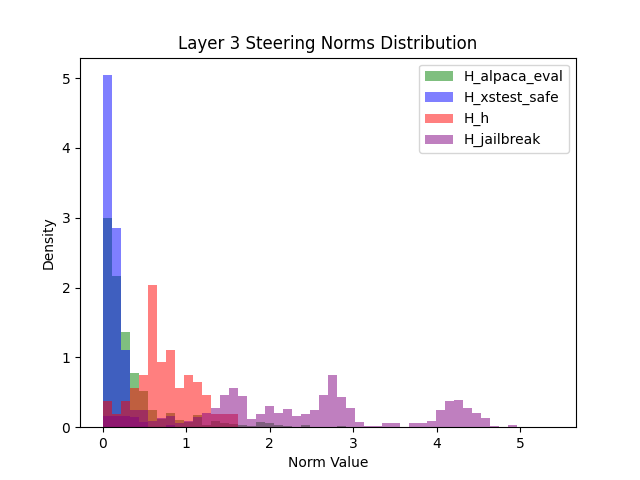 Layer 3 Steering Norms Distribution
H_alpaca_eval
H_xstest_safe
H_h
H_jailbreak
Density
5
4
3
2
1
0
0 1 2 3 4 5
Norm Value